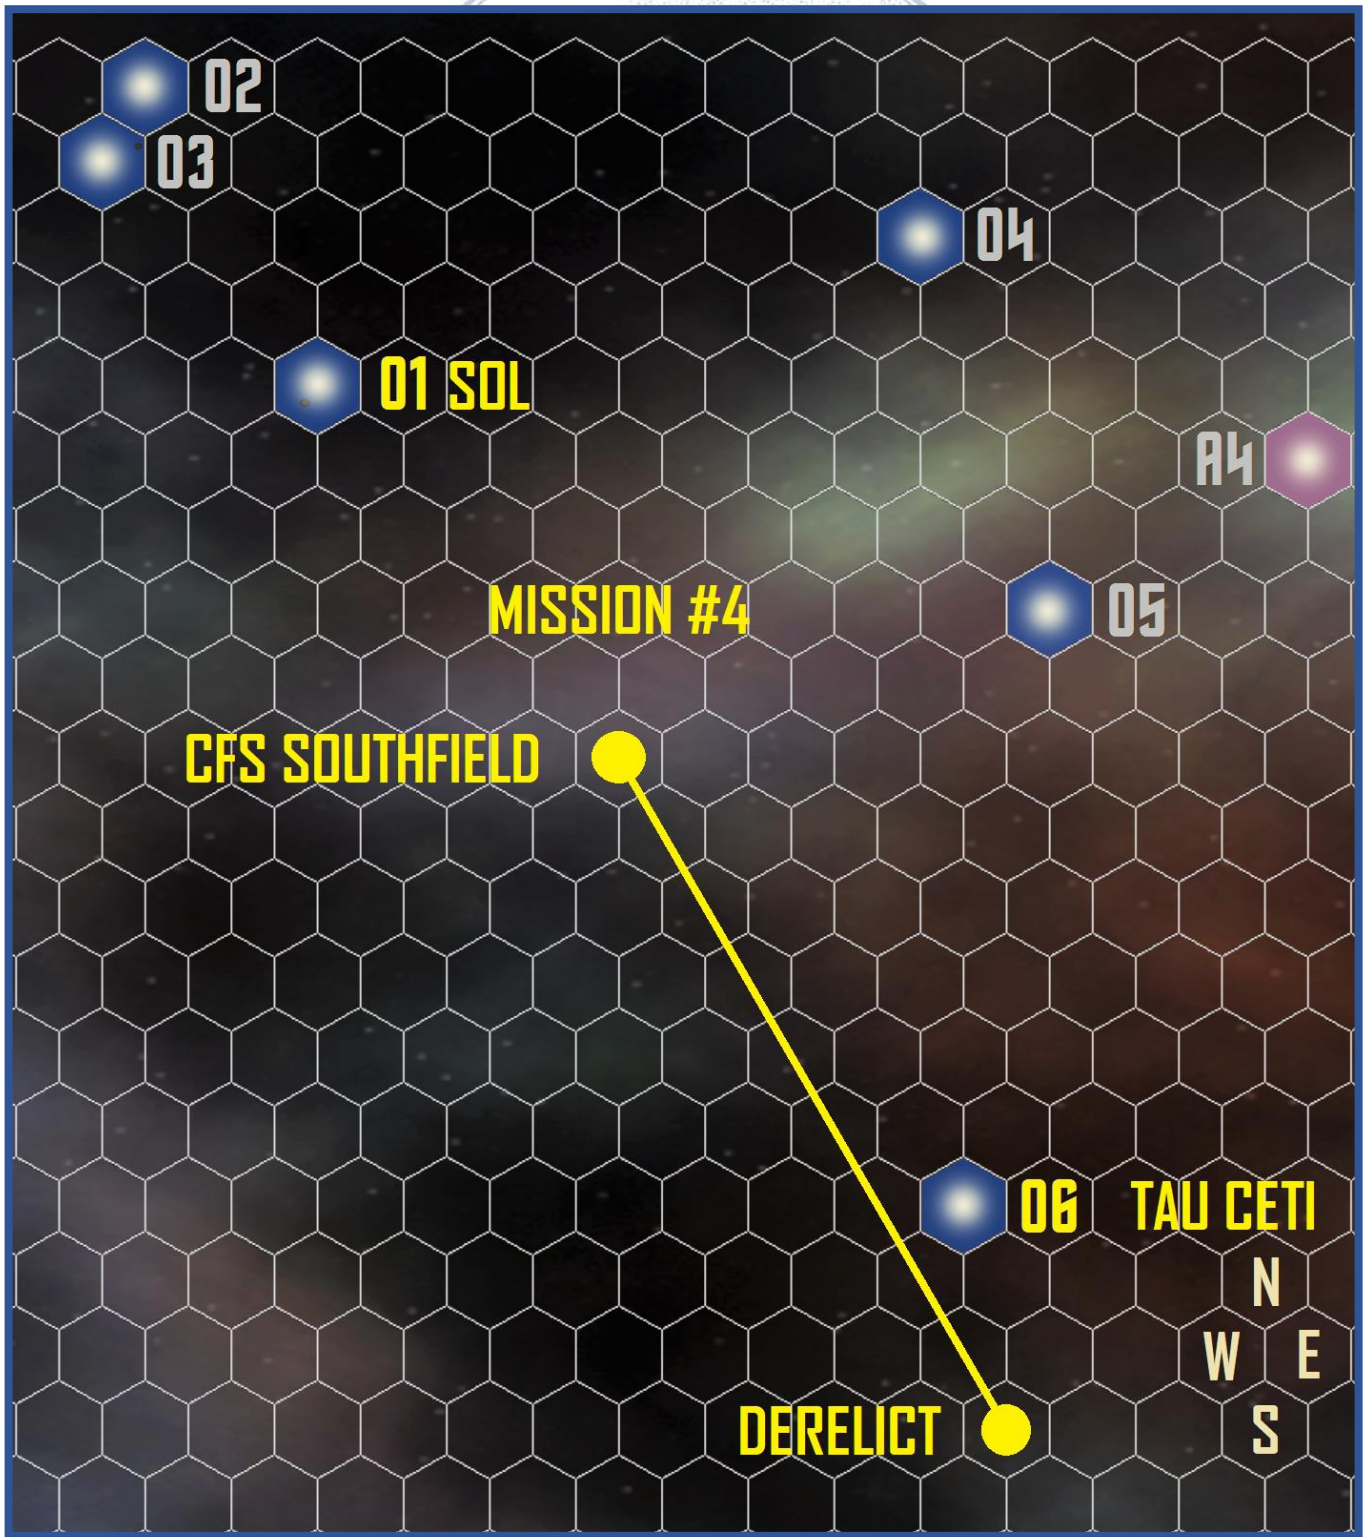 02
03
04
01 SOL
A4
MISSION #4
05
CFS SOUTHFIELD
06 TAU CETI
N
W E
DERELICT
S